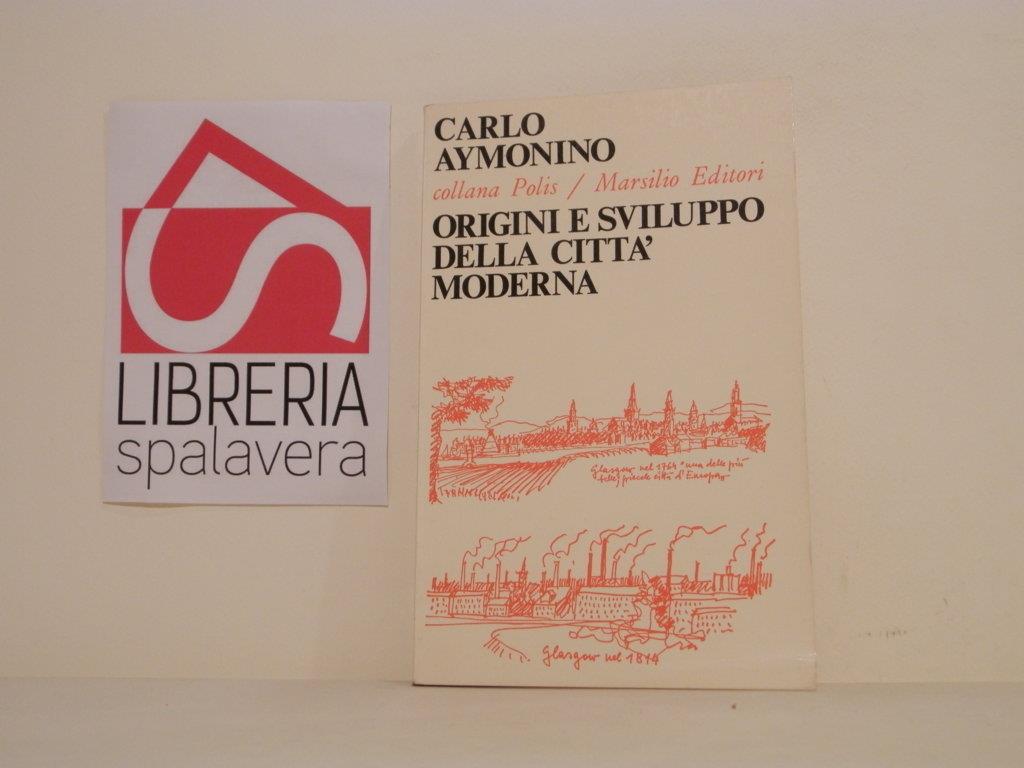 LIBRERIA
spalavera
CARLO
AYMONINO
collana Polis / Marsilio Editori
ORIGINI E SVILUPPO
DELLA CITTA'
MODERNA
Glasgow nel 1764 "una delle più
belle piccole città d'Europa"
Glasgow nel 1844